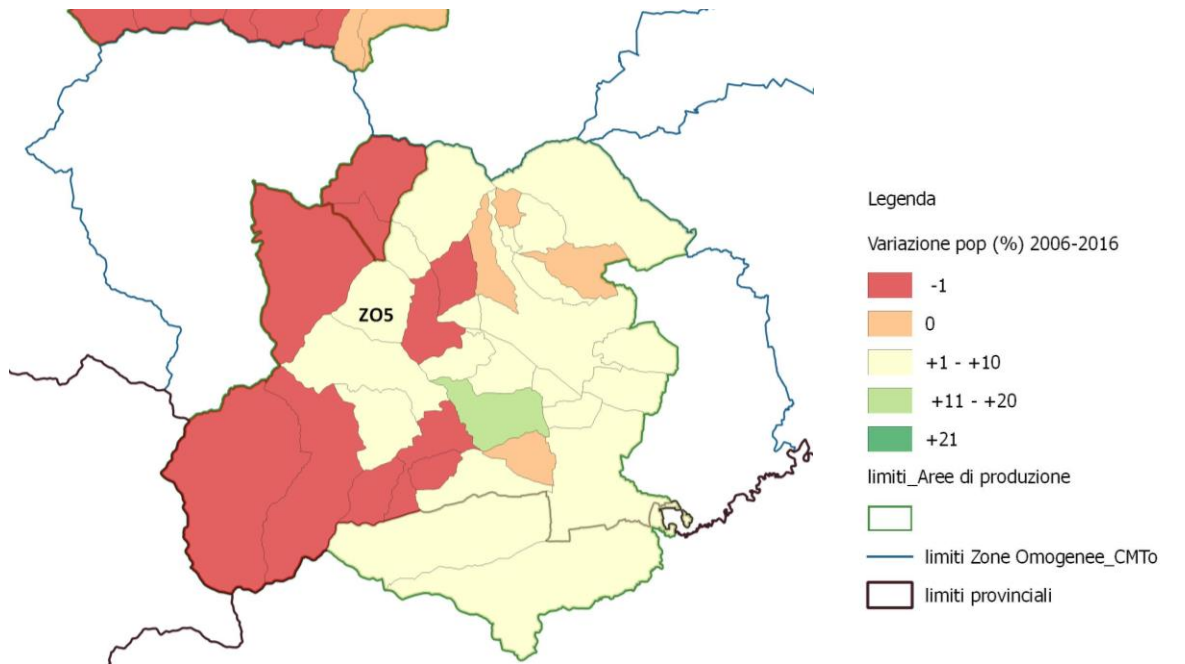 ZO5
Legenda
Variazione pop (%) 2006-2016
-1
0
+1 - +10
+11 - +20
+21
limiti_Aree di produzione
limiti Zone Omogenee_CMTo
limiti provinciali